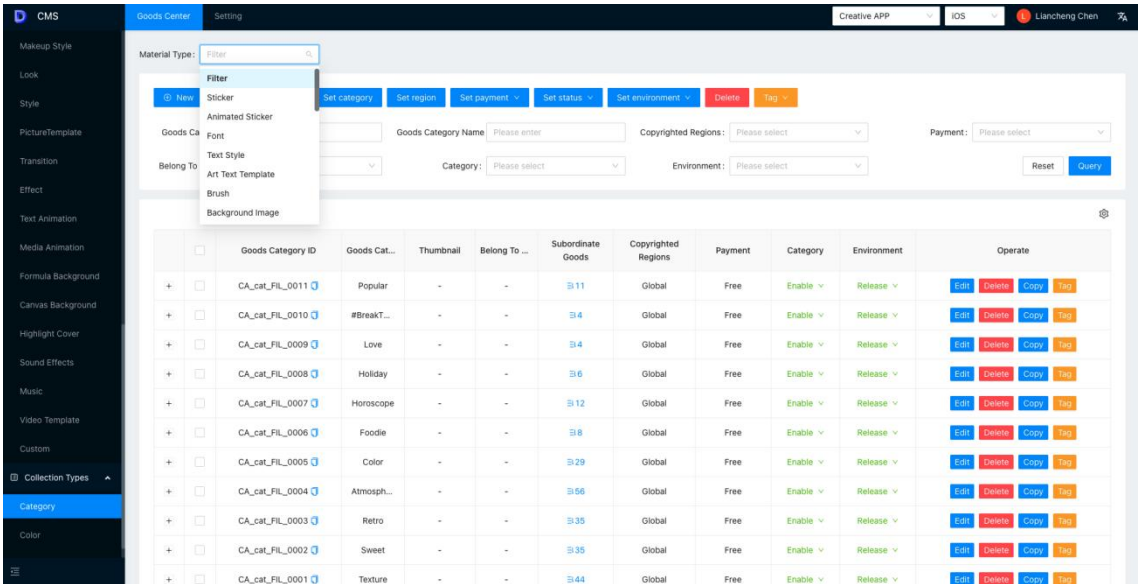 CMS
Goods Center Setting Creative APP iOS L Liancheng Chen
Makeup Style
Look
Style
PictureTemplate
Transition
Effect
Text Animation
Media Animation
Formula Background
Canvas Background
Highlight Cover
Sound Effects
Music
Video Template
Custom
Collection Types
Category
Color
Material Type: Filter
Filter
Sticker
Animated Sticker
Font
Text Style
Art Text Template
Brush
Background Image
New Set category Set region Set payment Set status Set environment Delete Tag
Goods Ca Goods Category Name Please enter Copyrighted Regions: Please select Payment: Please select
Belong To Category: Please select Environment: Please select Reset Query
Goods Category ID Goods Cat... Thumbnail Belong To ... Subordinate Goods Copyrighted Regions Payment Category Environment Operate
+ CA_cat_FIL_0011 Popular - - 11 Global Free Enable Release Edit Delete Copy Tag
+ CA_cat_FIL_0010 #BreakT... - - 4 Global Free Enable Release Edit Delete Copy Tag
+ CA_cat_FIL_0009 Love - - 4 Global Free Enable Release Edit Delete Copy Tag
+ CA_cat_FIL_0008 Holiday - - 6 Global Free Enable Release Edit Delete Copy Tag
+ CA_cat_FIL_0007 Horoscope - - 12 Global Free Enable Release Edit Delete Copy Tag
+ CA_cat_FIL_0006 Foodie - - 8 Global Free Enable Release Edit Delete Copy Tag
+ CA_cat_FIL_0005 Color - - 29 Global Free Enable Release Edit Delete Copy Tag
+ CA_cat_FIL_0004 Atmosph... - - 56 Global Free Enable Release Edit Delete Copy Tag
+ CA_cat_FIL_0003 Retro - - 35 Global Free Enable Release Edit Delete Copy Tag
+ CA_cat_FIL_0002 Sweet - - 35 Global Free Enable Release Edit Delete Copy Tag
+ CA_cat_FIL_0001 Texture - - 44 Global Free Enable Release Edit Delete Copy Tag